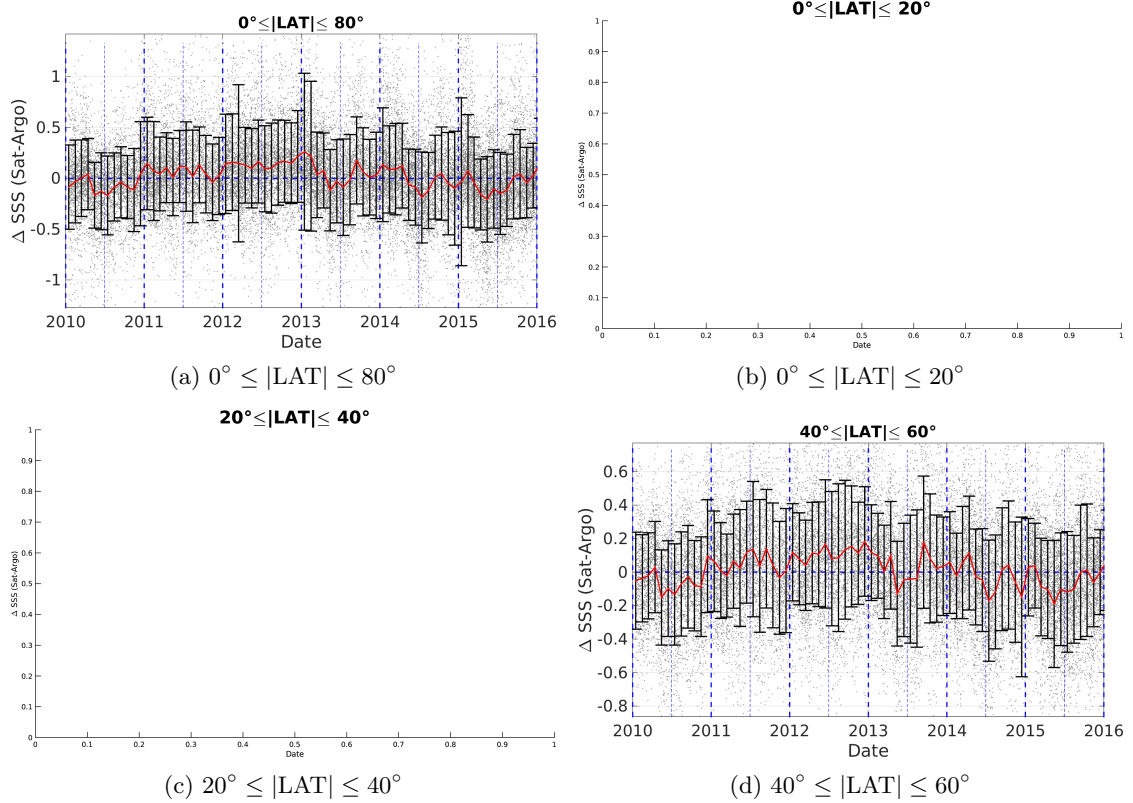 0°≤|LAT|≤ 80°
Δ SSS (Sat-Argo)
1
0.5
0
-0.5
-1
2010 2011 2012 2013 2014 2015 2016
Date
(a) 0° ≤ |LAT| ≤ 80°
0°≤|LAT|≤ 20°
Δ SSS (Sat-Argo)
1
0.9
0.8
0.7
0.6
0.5
0.4
0.3
0.2
0.1
0
0 0.1 0.2 0.3 0.4 0.5 0.6 0.7 0.8 0.9 1
Date
(b) 0° ≤ |LAT| ≤ 20°
20°≤|LAT|≤ 40°
Δ SSS (Sat-Argo)
1
0.9
0.8
0.7
0.6
0.5
0.4
0.3
0.2
0.1
0
0 0.1 0.2 0.3 0.4 0.5 0.6 0.7 0.8 0.9 1
Date
(c) 20° ≤ |LAT| ≤ 40°
40°≤|LAT|≤ 60°
Δ SSS (Sat-Argo)
0.6
0.4
0.2
0
-0.2
-0.4
-0.6
-0.8
2010 2011 2012 2013 2014 2015 2016
Date
(d) 40° ≤ |LAT| ≤ 60°